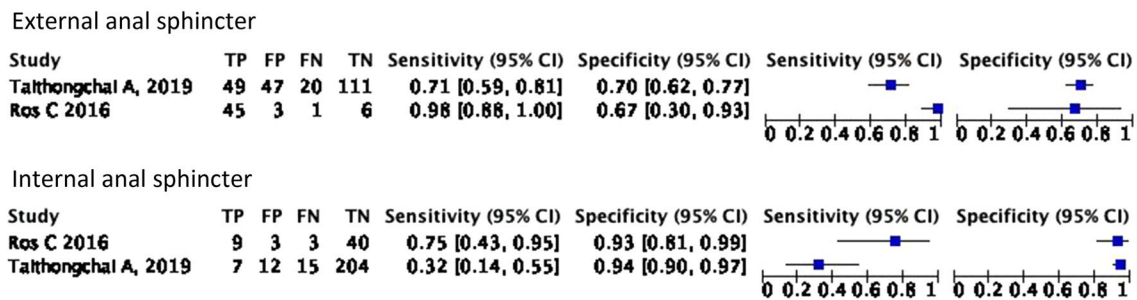 External anal sphincter
Study TP FP FN TN Sensitivity (95% CI) Specificity (95% CI) Sensitivity (95% CI) Specificity (95% CI)
Taithongchai A, 2019 49 47 20 111 0.71 [0.59, 0.81] 0.70 [0.62, 0.77]
Ros C 2016 45 3 1 6 0.98 [0.88, 1.00] 0.67 [0.30, 0.93]
0 0.2 0.4 0.6 0.8 1 0 0.2 0.4 0.6 0.8 1
Internal anal sphincter
Study TP FP FN TN Sensitivity (95% CI) Specificity (95% CI) Sensitivity (95% CI) Specificity (95% CI)
Ros C 2016 9 3 3 40 0.75 [0.43, 0.95] 0.93 [0.81, 0.99]
Taithongchai A, 2019 7 12 15 204 0.32 [0.14, 0.55] 0.94 [0.90, 0.97]
0 0.2 0.4 0.6 0.8 1 0 0.2 0.4 0.6 0.8 1